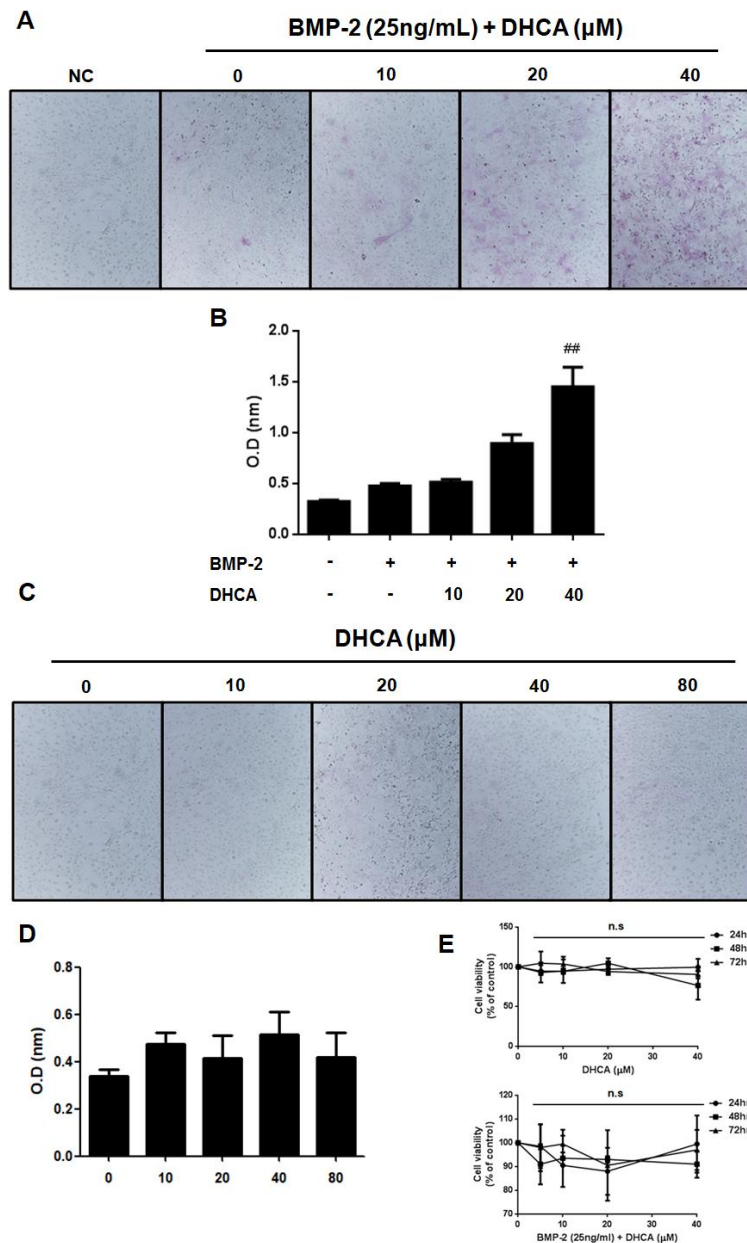 A
BMP-2 (25ng/mL) + DHCA (μM)
NC 0 10 20 40
B
2.0
1.5
1.0
0.5
0.0
O.D (nm)
##
BMP-2 - + + + +
DHCA - - 10 20 40
C
DHCA (μM)
0 10 20 40 80
D
0.8
0.6
0.4
0.2
0.0
O.D (nm)
0 10 20 40 80
E
n.s
24h
48h
72h
150
100
50
0
Cell viability
(% of control)
0 10 20 30 40
DHCA (μM)
n.s
24h
48h
72h
120
110
100
90
80
70
Cell viability
(% of control)
0 10 20 30 40
BMP-2 (25ng/ml) + DHCA (μM)